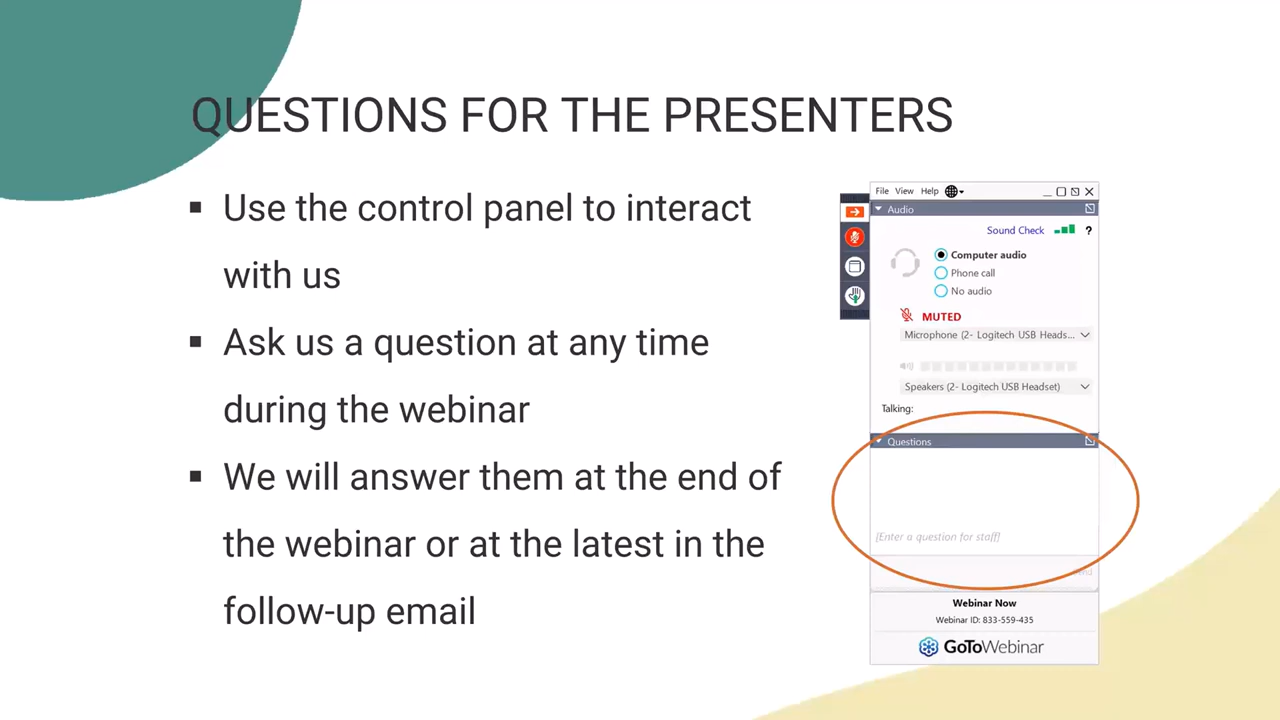 QUESTIONS FOR THE PRESENTERS
▪ Use the control panel to interact
with us
▪ Ask us a question at any time
during the webinar
▪ We will answer them at the end of
the webinar or at the latest in the
follow-up email
File View Help
Audio
Sound Check ?
Computer audio
Phone call
No audio
MUTED
Microphone (2- Logitech USB Heads...
Speakers (2- Logitech USB Headset)
Talking:
Questions
[Enter a question for staff]
Webinar Now
Webinar ID: 833-559-435
GoToWebinar